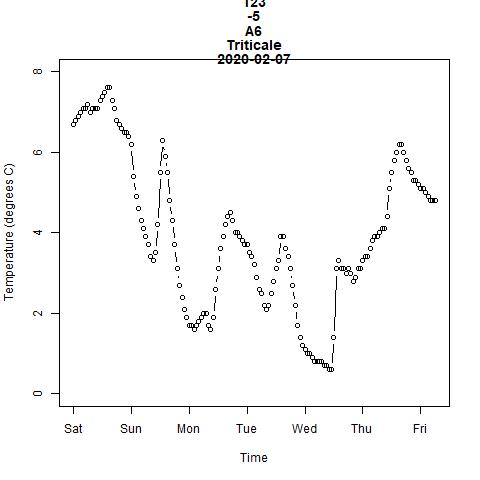 123
-5
A6
Triticale
2020-02-07
Temperature (degrees C)
8
6
4
2
0
Sat Sun Mon Tue Wed Thu Fri
Time